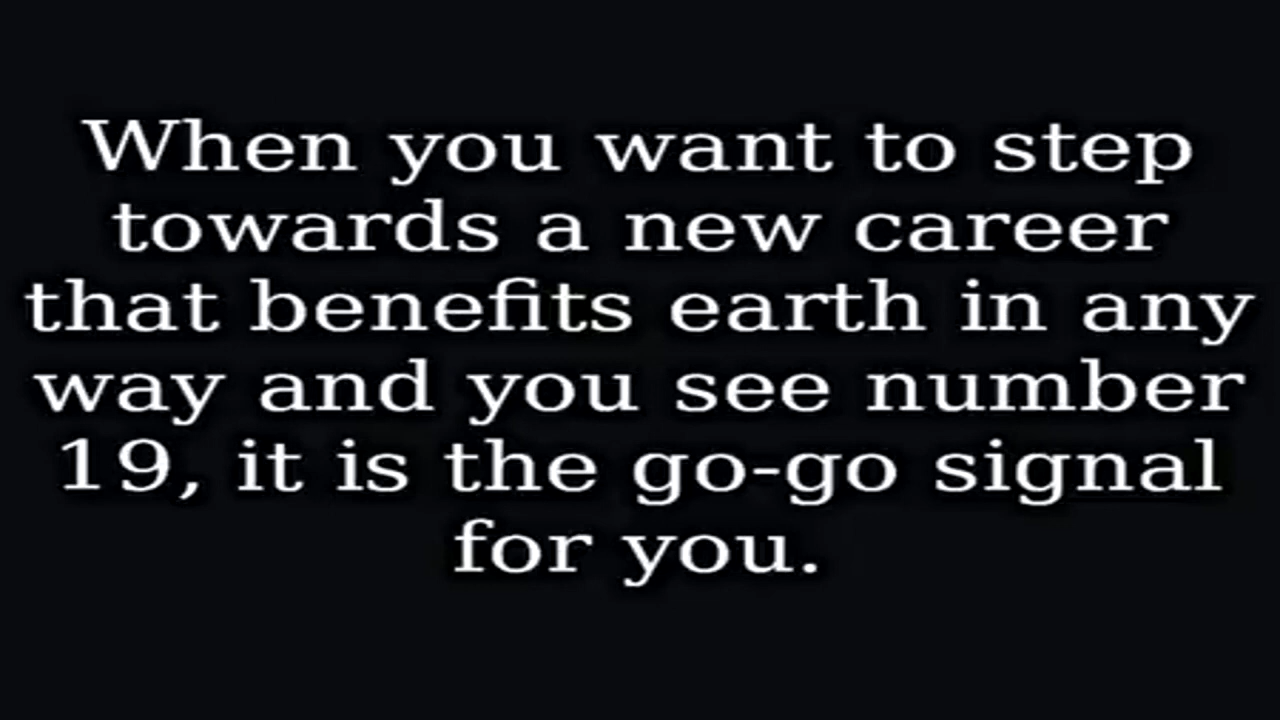 When you want to step
towards a new career
that benefits earth in any
way and you see number
19, it is the go-go signal
for you.